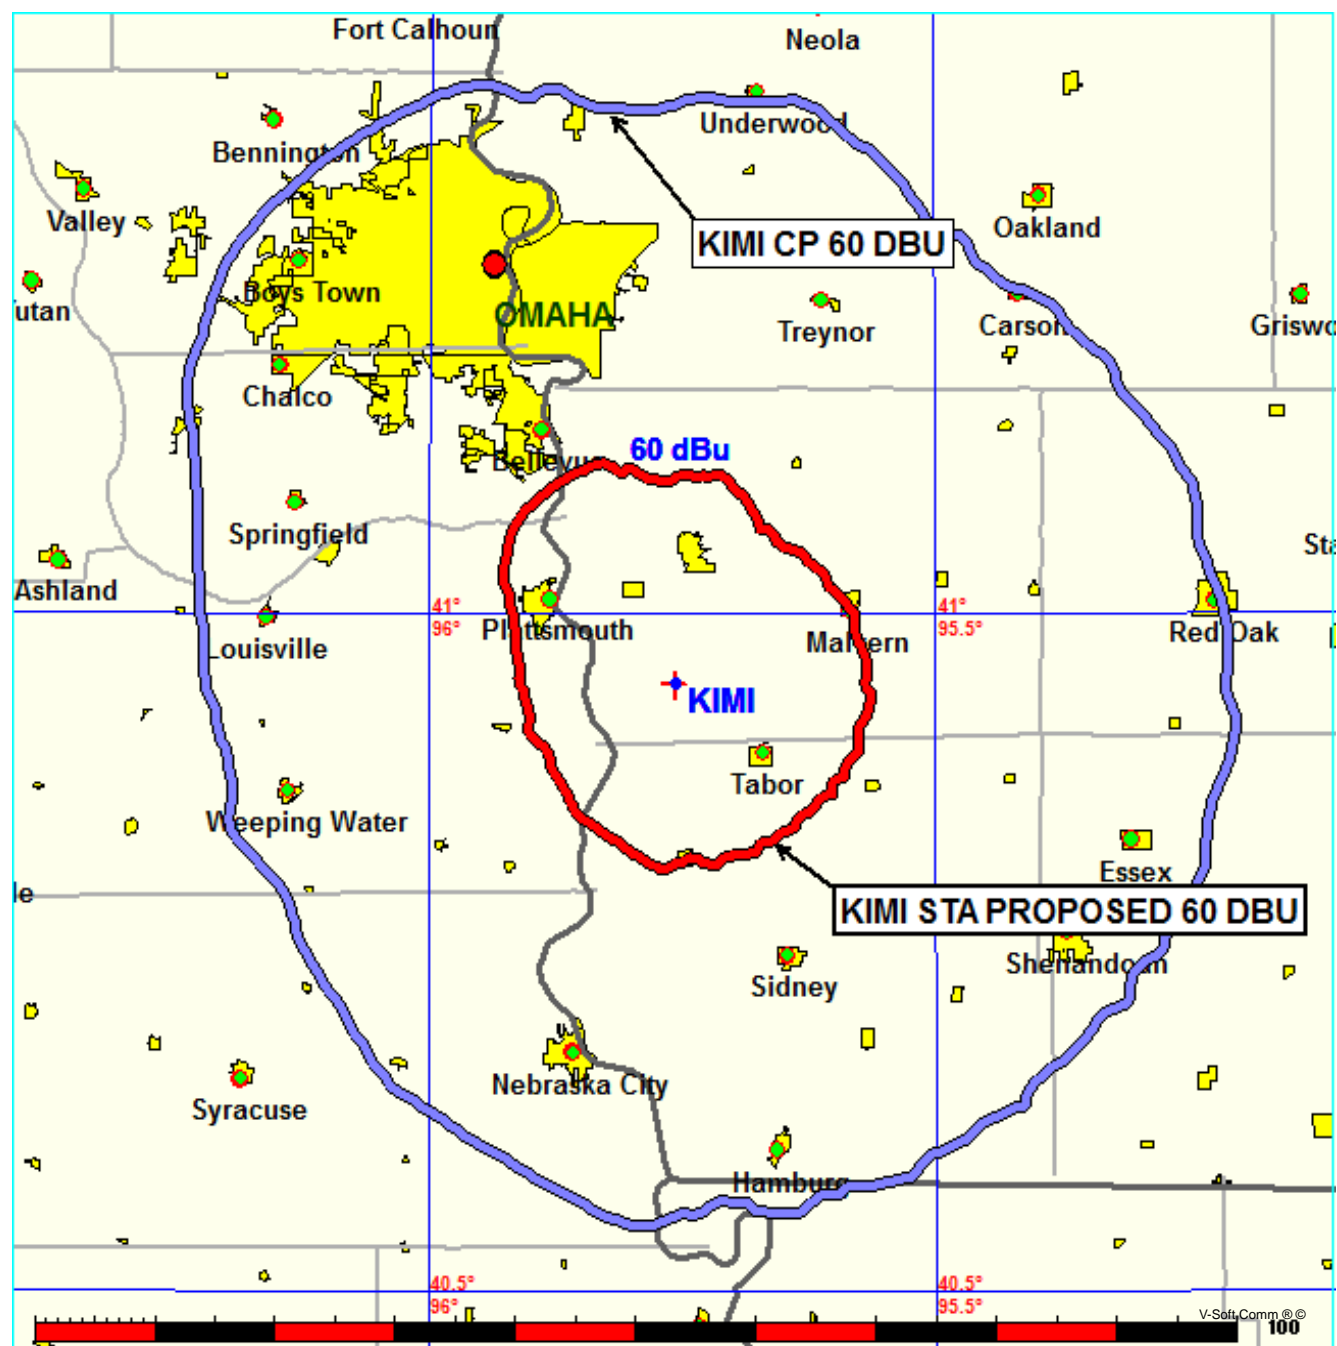 Fort Calhoun
Neola
Underwood
Bennington
Valley
Oakland
KIMI CP 60 DBU
Boys Town
utan
OMAHA
Treynor
Carson
Griswo
Chalco
60 dBu
Bellevue
Springfield
Sta
Ashland
41°
96°
41°
95.5°
Plattsmouth
Malvern
Red Oak
Louisville
KIMI
Tabor
Weeping Water
Essex
le
KIMI STA PROPOSED 60 DBU
Shenandoah
Sidney
Nebraska City
Syracuse
Hamburg
40.5°
96°
40.5°
95.5°
V-Soft Comm ® ©
100